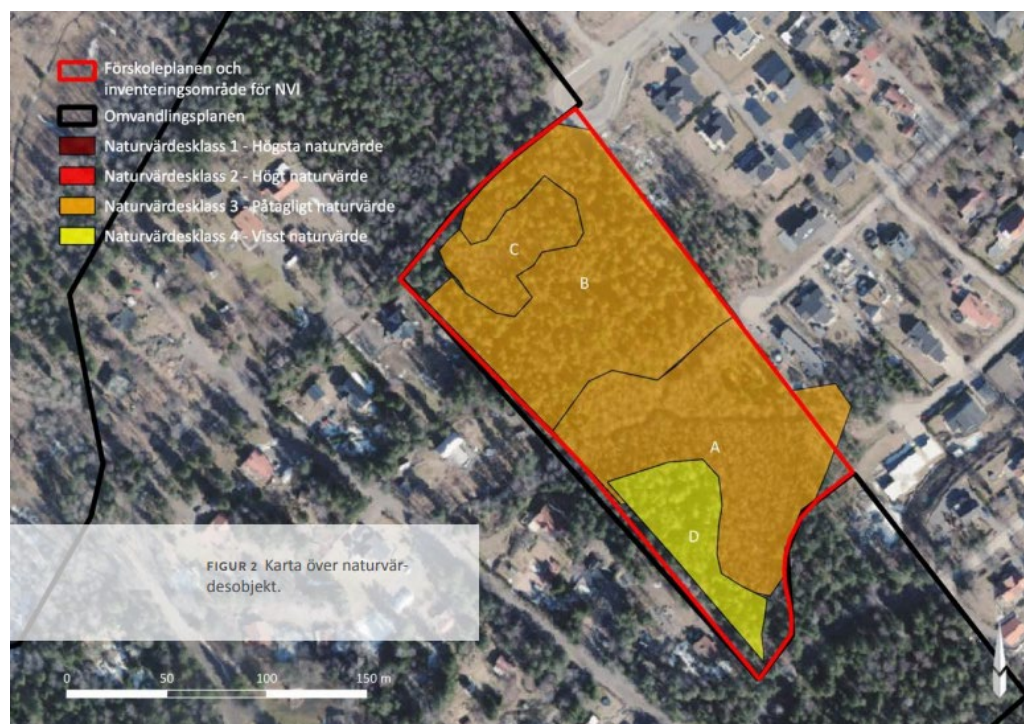 Förskoleplanen och
inventeringsområde för NVI
Omvandlingsplanen
Naturvärdesklass 1 - Högsta naturvärde
Naturvärdesklass 2 - Högt naturvärde
Naturvärdesklass 3 - Påtagligt naturvärde
Naturvärdesklass 4 - Visst naturvärde
C
B
A
D
FIGUR 2 Karta över naturvär-
desobjekt.
0 50 100 150 m